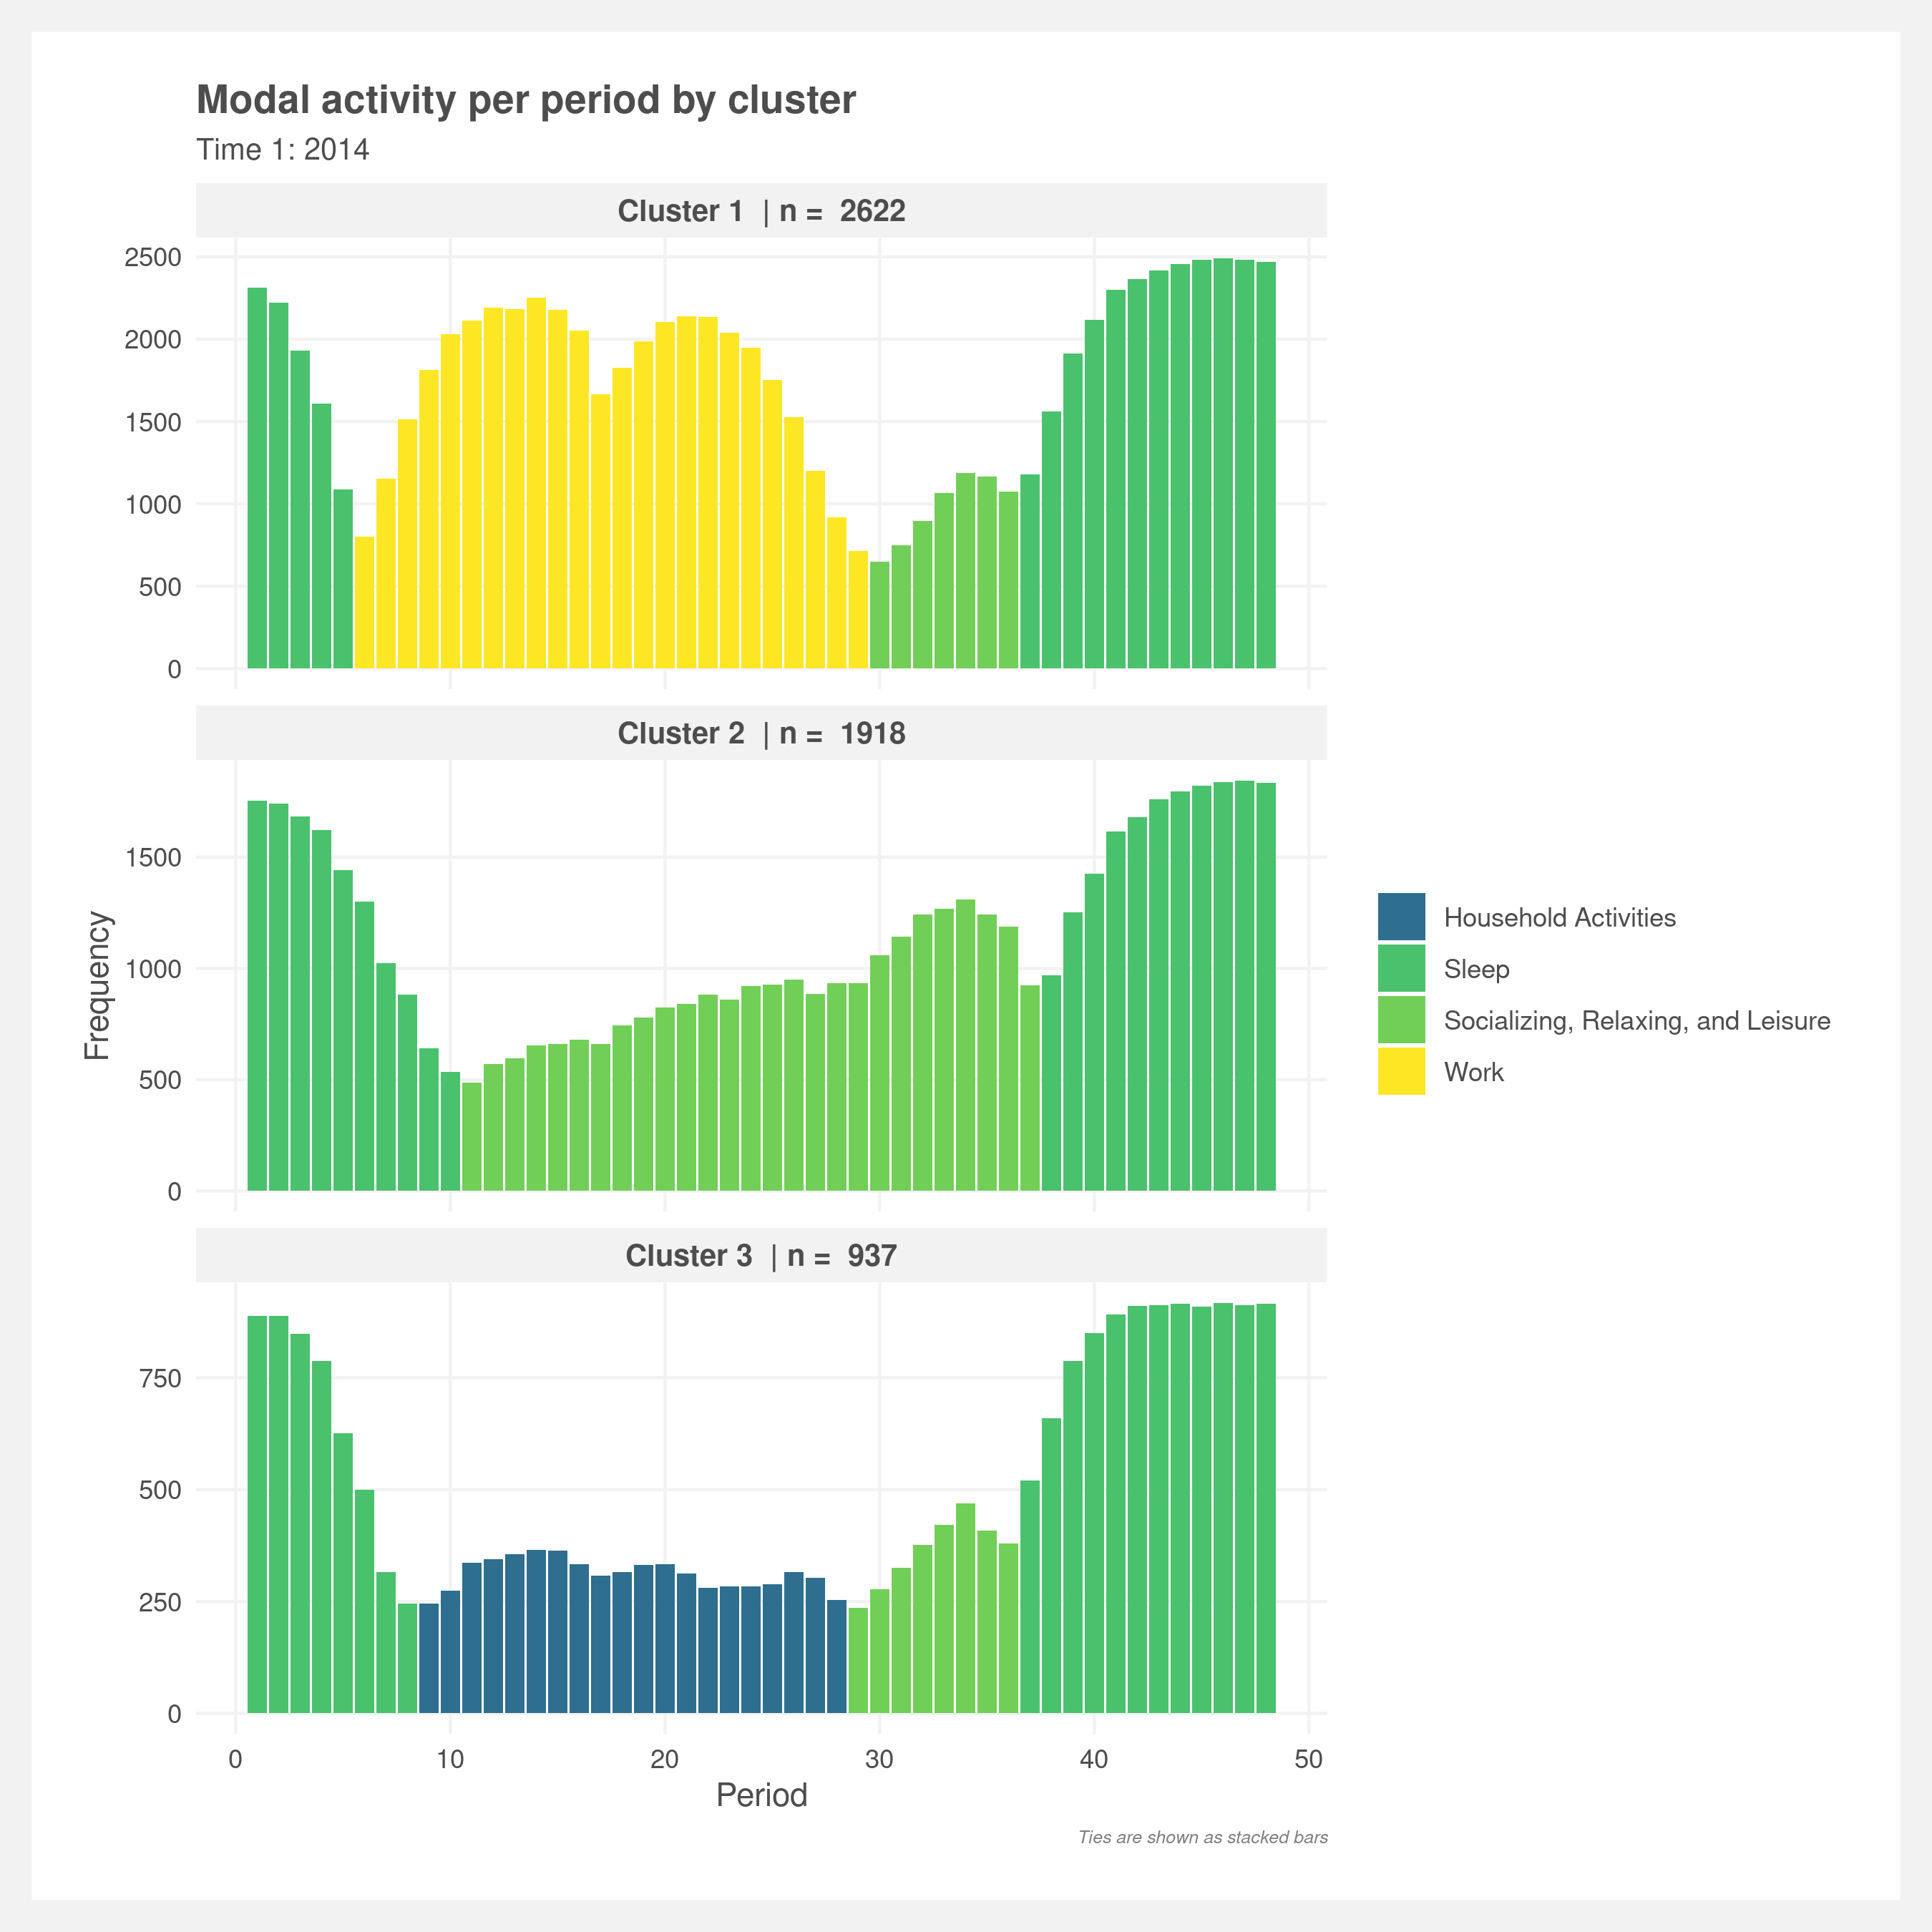 Modal activity per period by cluster
Time 1: 2014
Cluster 1 | n = 2622
2500
2000
1500
1000
500
0
Cluster 2 | n = 1918
1500
1000
500
0
Cluster 3 | n = 937
750
500
250
0
0 10 20 30 40 50
Period
Frequency
Household Activities
Sleep
Socializing, Relaxing, and Leisure
Work
Ties are shown as stacked bars